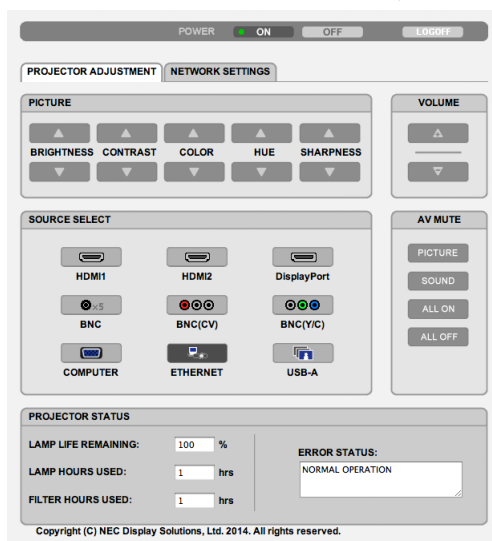 POWER ON OFF LOGOFF
PROJECTOR ADJUSTMENT NETWORK SETTINGS
PICTURE
BRIGHTNESS CONTRAST COLOR HUE SHARPNESS
VOLUME
SOURCE SELECT
HDMI1 HDMI2 DisplayPort
×5
BNC BNC(CV) BNC(Y/C)
COMPUTER ETHERNET USB-A
AV MUTE
PICTURE
SOUND
ALL ON
ALL OFF
PROJECTOR STATUS
LAMP LIFE REMAINING: 100 %
LAMP HOURS USED: 1 hrs
FILTER HOURS USED: 1 hrs
ERROR STATUS:
NORMAL OPERATION
Copyright (C) NEC Display Solutions, Ltd. 2014. All rights reserved.